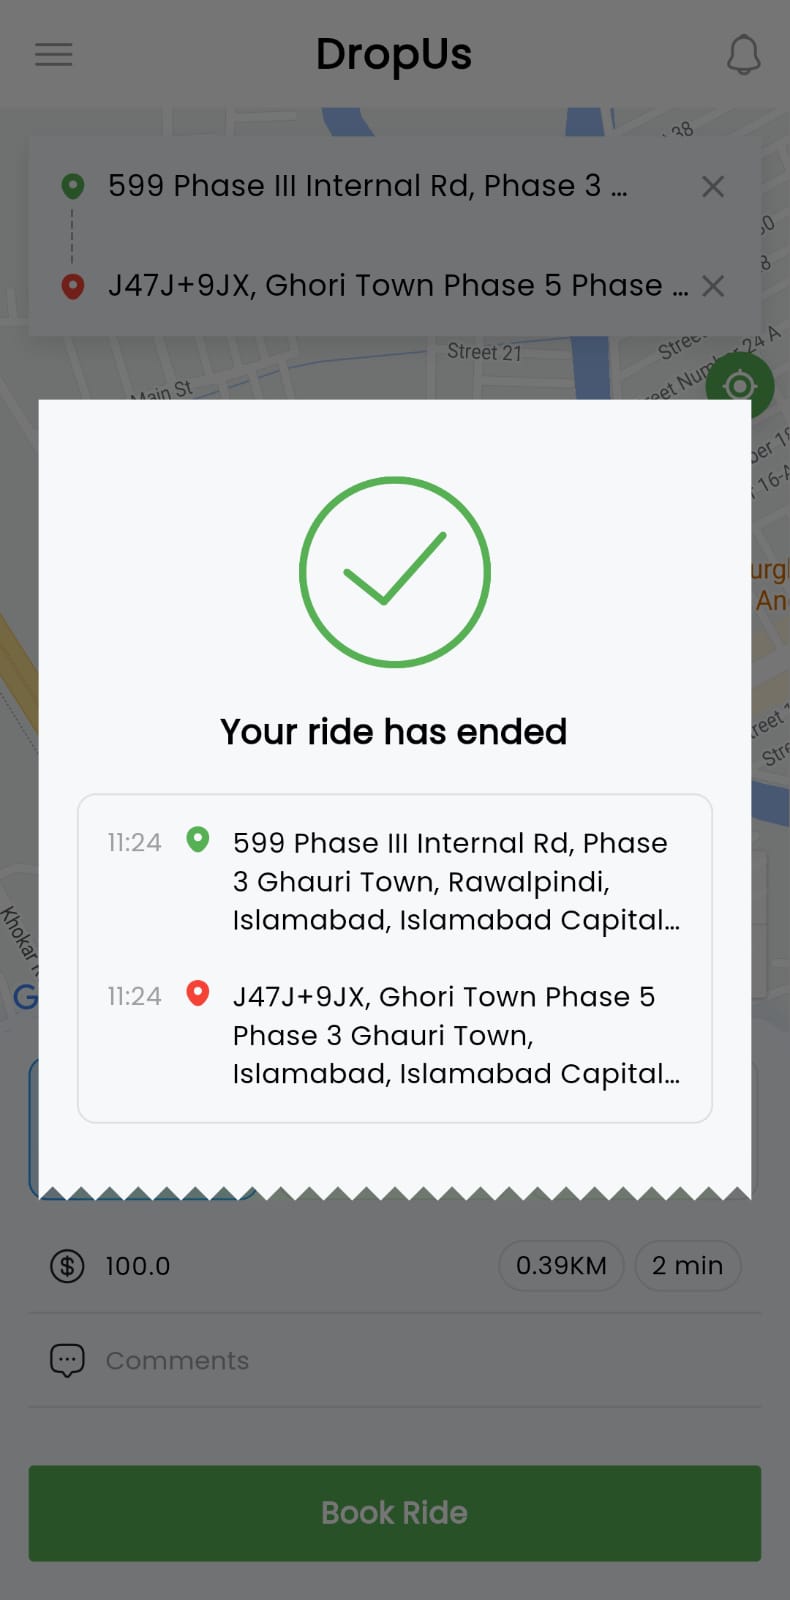 DropUs
38
599 Phase III Internal Rd, Phase 3 ...
J47J+9JX, Ghori Town Phase 5 Phase ...
Street 21
24 A
Main St
Your ride has ended
11:24
599 Phase III Internal Rd, Phase
3 Ghauri Town, Rawalpindi,
Islamabad, Islamabad Capital...
11:24
J47J+9JX, Ghori Town Phase 5
Phase 3 Ghauri Town,
Islamabad, Islamabad Capital...
Khokar
100.0
0.39KM
2 min
Comments
Book Ride